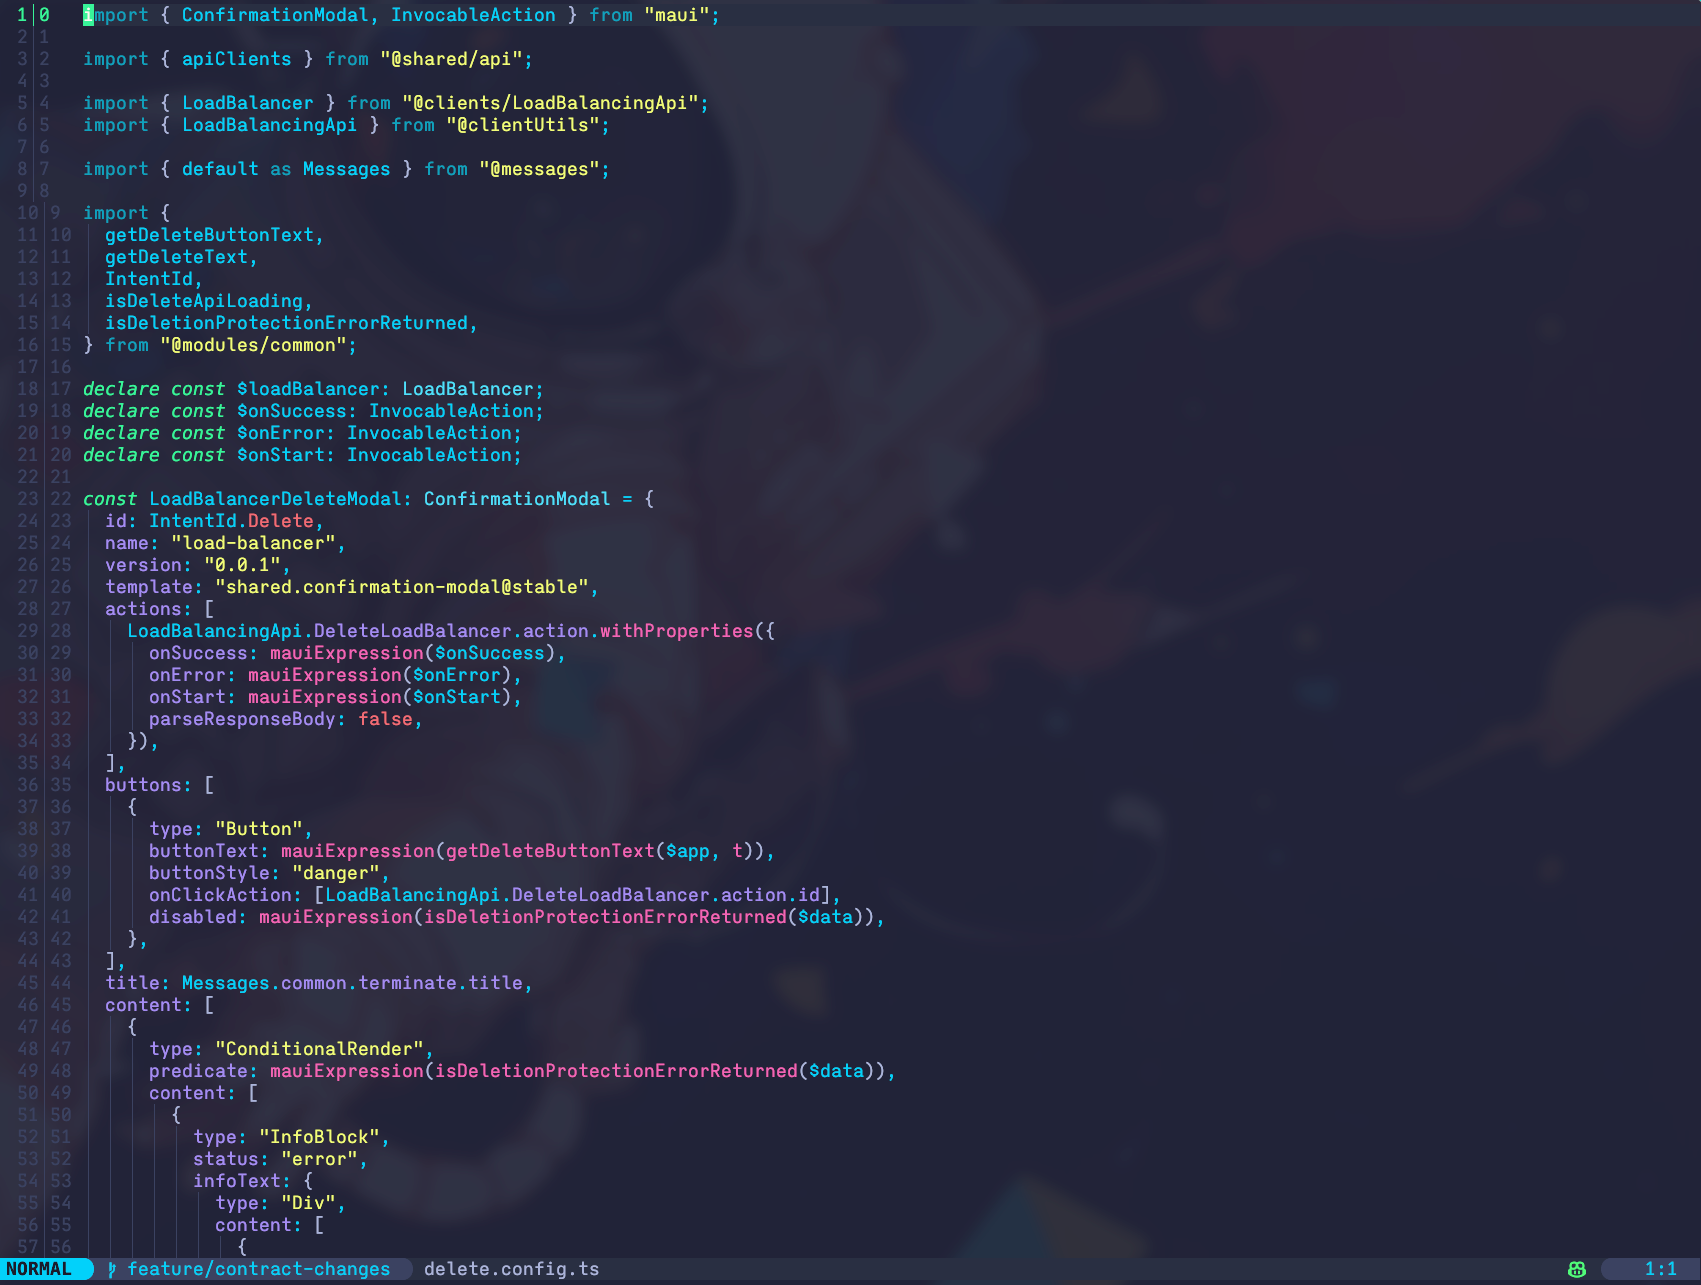 1 0 import { ConfirmationModal, InvocableAction } from "maui";
2 1
3 2 import { apiClients } from "@shared/api";
4 3
5 4 import { LoadBalancer } from "@clients/LoadBalancingApi";
6 5 import { LoadBalancingApi } from "@clientUtils";
7 6
8 7 import { default as Messages } from "@messages";
9 8
10 9 import {
11 10   getDeleteButtonText,
12 11   getDeleteText,
13 12   IntentId,
14 13   isDeleteApiLoading,
15 14   isDeletionProtectionErrorReturned,
16 15 } from "@modules/common";
17 16
18 17 declare const $loadBalancer: LoadBalancer;
19 18 declare const $onSuccess: InvocableAction;
20 19 declare const $onError: InvocableAction;
21 20 declare const $onStart: InvocableAction;
22 21
23 22 const LoadBalancerDeleteModal: ConfirmationModal = {
24 23   id: IntentId.Delete,
25 24   name: "load-balancer",
26 25   version: "0.0.1",
27 26   template: "shared.confirmation-modal@stable",
28 27   actions: [
29 28     LoadBalancingApi.DeleteLoadBalancer.action.withProperties({
30 29       onSuccess: mauiExpression($onSuccess),
31 30       onError: mauiExpression($onError),
32 31       onStart: mauiExpression($onStart),
33 32       parseResponseBody: false,
34 33     }),
35 34   ],
36 35   buttons: [
37 36     {
38 37       type: "Button",
39 38       buttonText: mauiExpression(getDeleteButtonText($app, t)),
40 39       buttonStyle: "danger",
41 40       onClickAction: [LoadBalancingApi.DeleteLoadBalancer.action.id],
42 41       disabled: mauiExpression(isDeletionProtectionErrorReturned($data)),
43 42     },
44 43   ],
45 44   title: Messages.common.terminate.title,
46 45   content: [
47 46     {
48 47       type: "ConditionalRender",
49 48       predicate: mauiExpression(isDeletionProtectionErrorReturned($data)),
50 49       content: [
51 50         {
52 51           type: "InfoBlock",
53 52           status: "error",
54 53           infoText: {
55 54             type: "Div",
56 55             content: [
57 56               {
NORMAL feature/contract-changes delete.config.ts 1:1